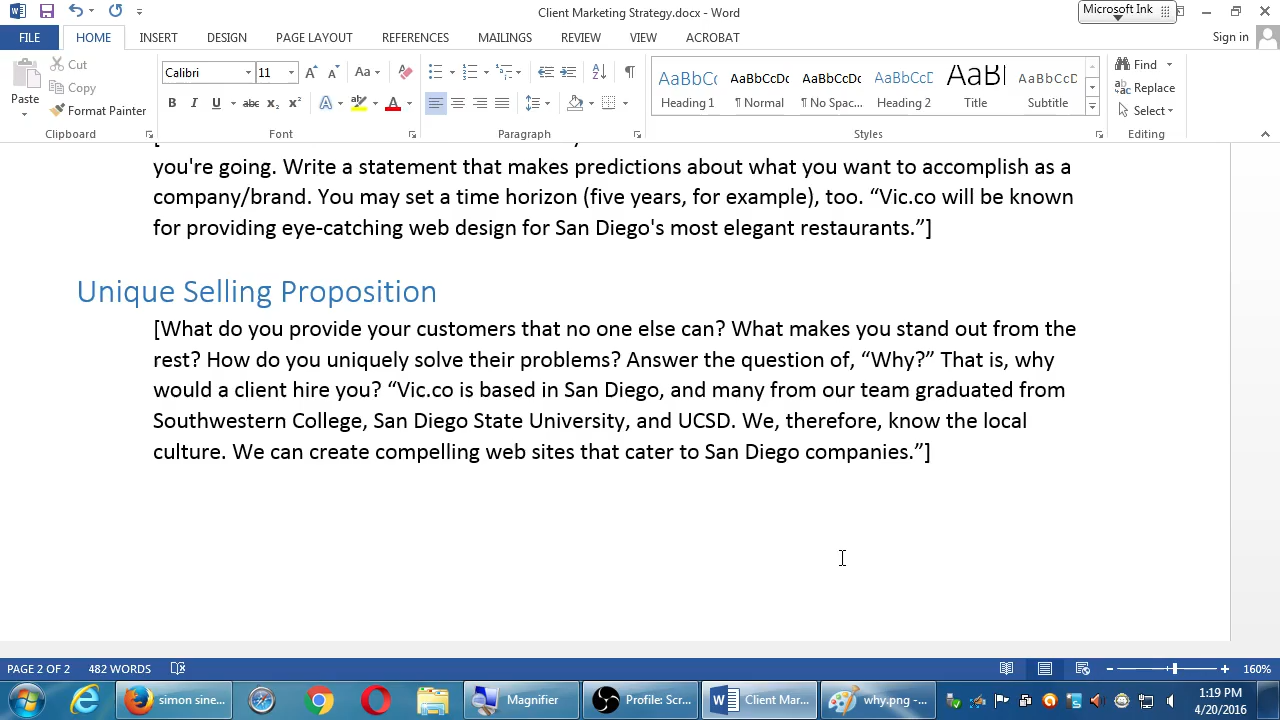 Client Marketing Strategy.docx - Word
Microsoft Ink
FILE
HOME
INSERT
DESIGN
PAGE LAYOUT
REFERENCES
MAILINGS
REVIEW
VIEW
ACROBAT
Sign in
Paste
Cut
Copy
Format Painter
Clipboard
Calibri
11
Font
Paragraph
AaBbCc
Heading 1
AaBbCcDc
¶ Normal
AaBbCcDc
¶ No Spac...
AaBbCcD
Heading 2
AaB
Title
AaBbCcD
Subtitle
Styles
Find
Replace
Select
Editing
you're going. Write a statement that makes predictions about what you want to accomplish as a
company/brand. You may set a time horizon (five years, for example), too. “Vic.co will be known
for providing eye-catching web design for San Diego's most elegant restaurants.”]
Unique Selling Proposition
[What do you provide your customers that no one else can? What makes you stand out from the
rest? How do you uniquely solve their problems? Answer the question of, “Why?” That is, why
would a client hire you? “Vic.co is based in San Diego, and many from our team graduated from
Southwestern College, San Diego State University, and UCSD. We, therefore, know the local
culture. We can create compelling web sites that cater to San Diego companies.”]
PAGE 2 OF 2
482 WORDS
160%
simon sine...
Magnifier
Profile: Scr...
Client Mar...
why.png -...
1:19 PM
4/20/2016